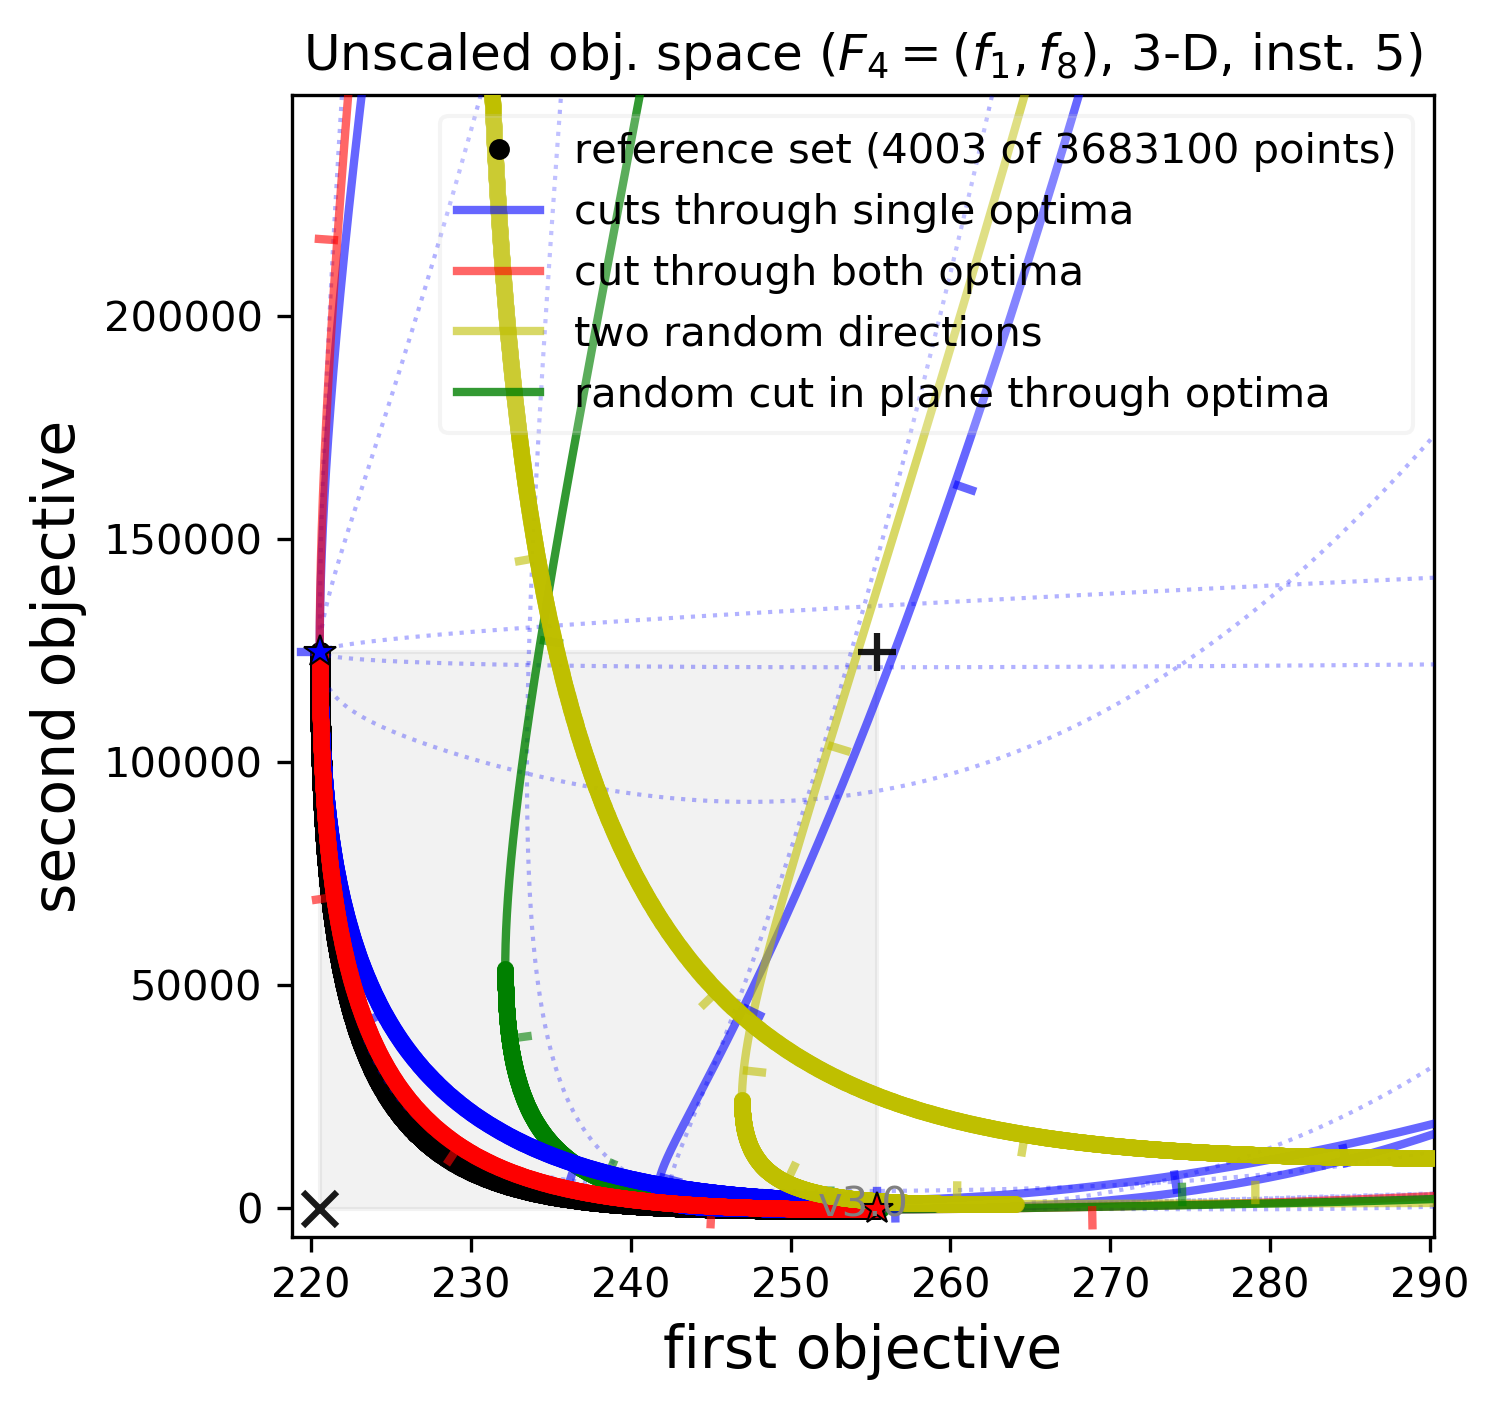 Unscaled obj. space (F₄ = (f₁, f₈), 3-D, inst. 5)
reference set (4003 of 3683100 points)
cuts through single optima
cut through both optima
two random directions
random cut in plane through optima
second objective
200000
150000
100000
50000
0
v3.0
220 230 240 250 260 270 280 290
first objective